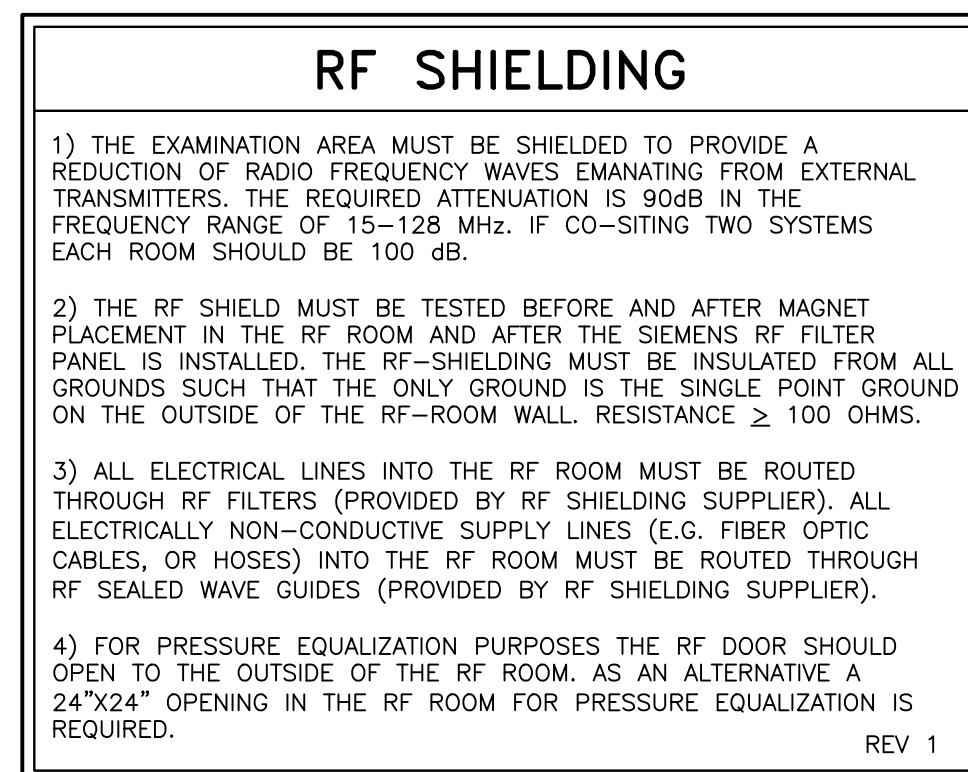 RF SHIELDING
1) THE EXAMINATION AREA MUST BE SHIELDED TO PROVIDE A
REDUCTION OF RADIO FREQUENCY WAVES EMANATING FROM EXTERNAL
TRANSMITTERS. THE REQUIRED ATTENUATION IS 90dB IN THE
FREQUENCY RANGE OF 15-128 MHz. IF CO-SITING TWO SYSTEMS
EACH ROOM SHOULD BE 100 dB.
2) THE RF SHIELD MUST BE TESTED BEFORE AND AFTER MAGNET
PLACEMENT IN THE RF ROOM AND AFTER THE SIEMENS RF FILTER
PANEL IS INSTALLED. THE RF-SHIELDING MUST BE INSULATED FROM ALL
GROUNDS SUCH THAT THE ONLY GROUND IS THE SINGLE POINT GROUND
ON THE OUTSIDE OF THE RF-ROOM WALL. RESISTANCE ≥ 100 OHMS.
3) ALL ELECTRICAL LINES INTO THE RF ROOM MUST BE ROUTED
THROUGH RF FILTERS (PROVIDED BY RF SHIELDING SUPPLIER). ALL
ELECTRICALLY NON-CONDUCTIVE SUPPLY LINES (E.G. FIBER OPTIC
CABLES, OR HOSES) INTO THE RF ROOM MUST BE ROUTED THROUGH
RF SEALED WAVE GUIDES (PROVIDED BY RF SHIELDING SUPPLIER).
4) FOR PRESSURE EQUALIZATION PURPOSES THE RF DOOR SHOULD
OPEN TO THE OUTSIDE OF THE RF ROOM. AS AN ALTERNATIVE A
24"X24" OPENING IN THE RF ROOM FOR PRESSURE EQUALIZATION IS
REQUIRED.
REV 1